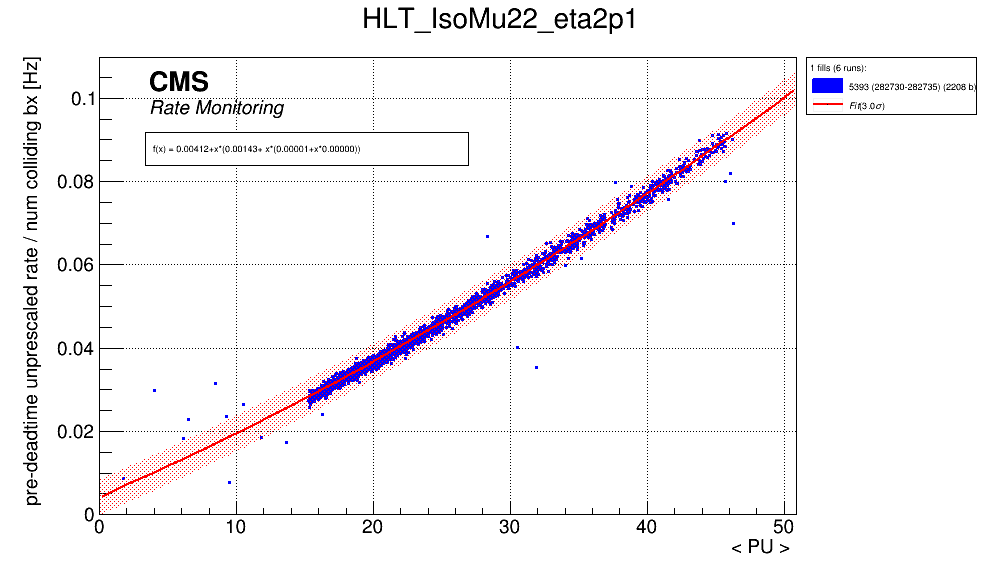 HLT_IsoMu22_eta2p1
pre-deadtime unprescaled rate / num colliding bx [Hz]
CMS
Rate Monitoring
f(x) = 0.00412+x*(0.00143+ x*(0.00001+x*0.00000))
1 fills (6 runs):
5393 (282730-282735) (2208 b)
Fit(3.0σ)
0.1
0.08
0.06
0.04
0.02
0
0 10 20 30 40 50
< PU >